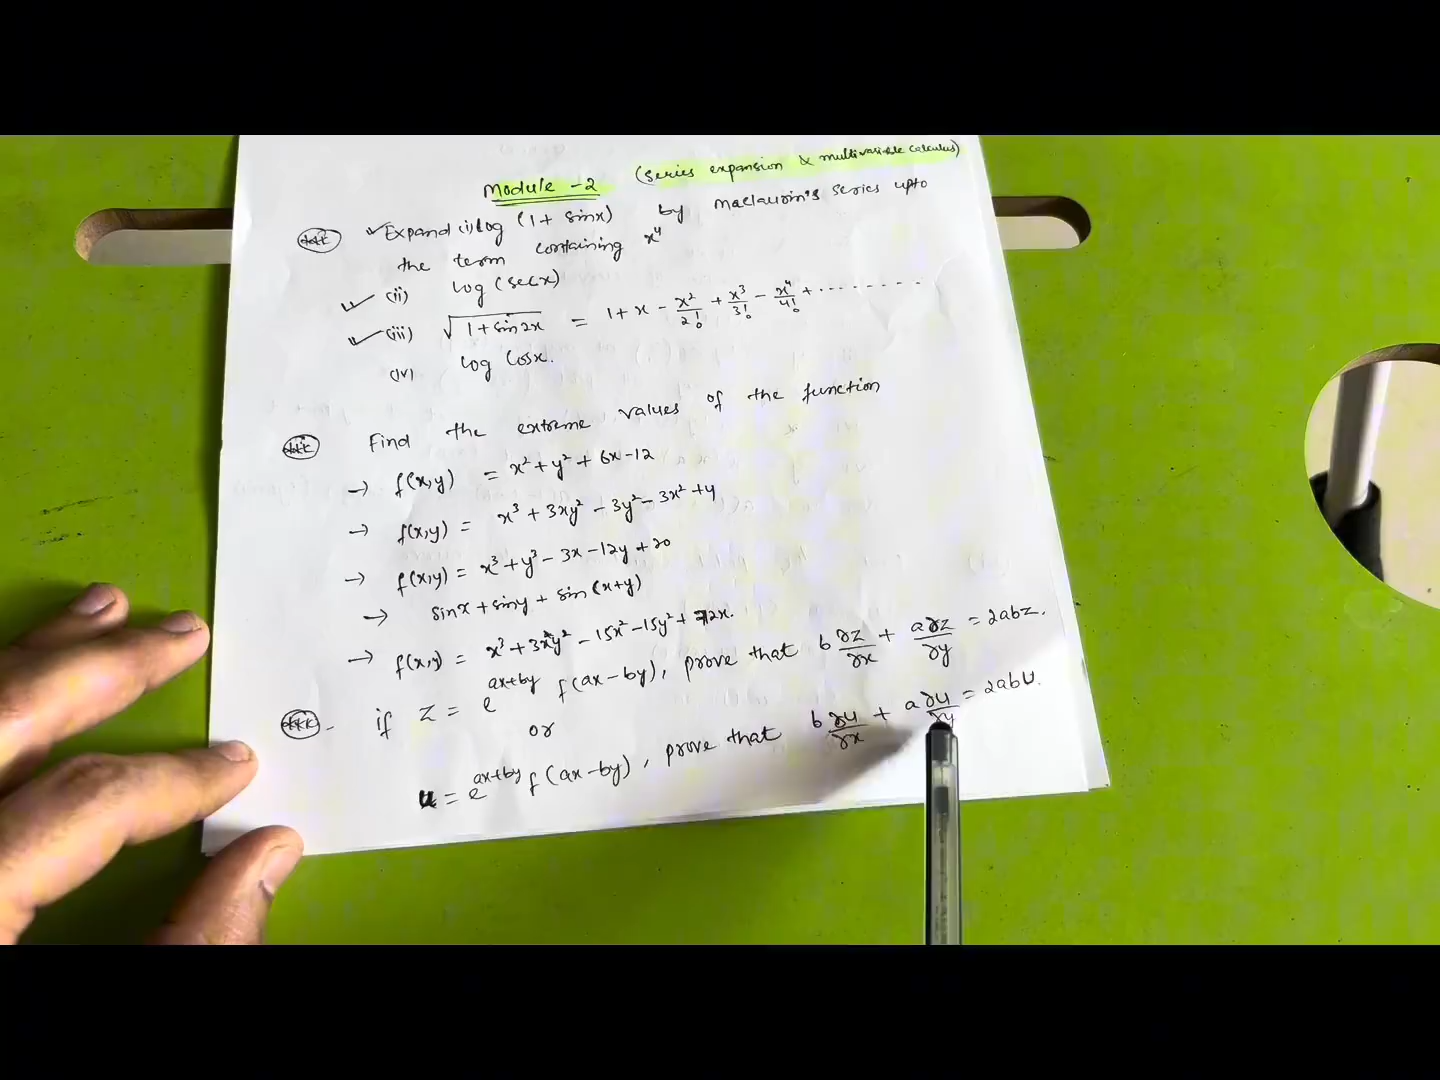 Module - 2 (Series expansion & multivariable calculus)
Expand (i) log (1 + sinx) by Maclaurin's series upto
the term containing x⁴
(ii) log (secx)
(iii) √(1+sin2x) = 1 + x - x²/2! + x³/3! - x⁴/4! + ........
(iv) log cosx.
Find the extreme values of the function
→ f(x,y) = x² + y² + 6x - 12
→ f(x,y) = x³ + 3xy² - 3y² - 3x² + 4
→ f(x,y) = x³ + y³ - 3x - 12y + 20
→ sinx + siny + sin (x+y)
→ f(x,y) = x³ + 3xy² - 15x² - 15y² + 72x.
if z = e^(ax+by) f(ax-by), prove that b ∂z/∂x + a∂z/∂y = 2abz.
or
u = e^(ax+by) f(ax-by), prove that b ∂u/∂x + a ∂u/∂y = 2abu.